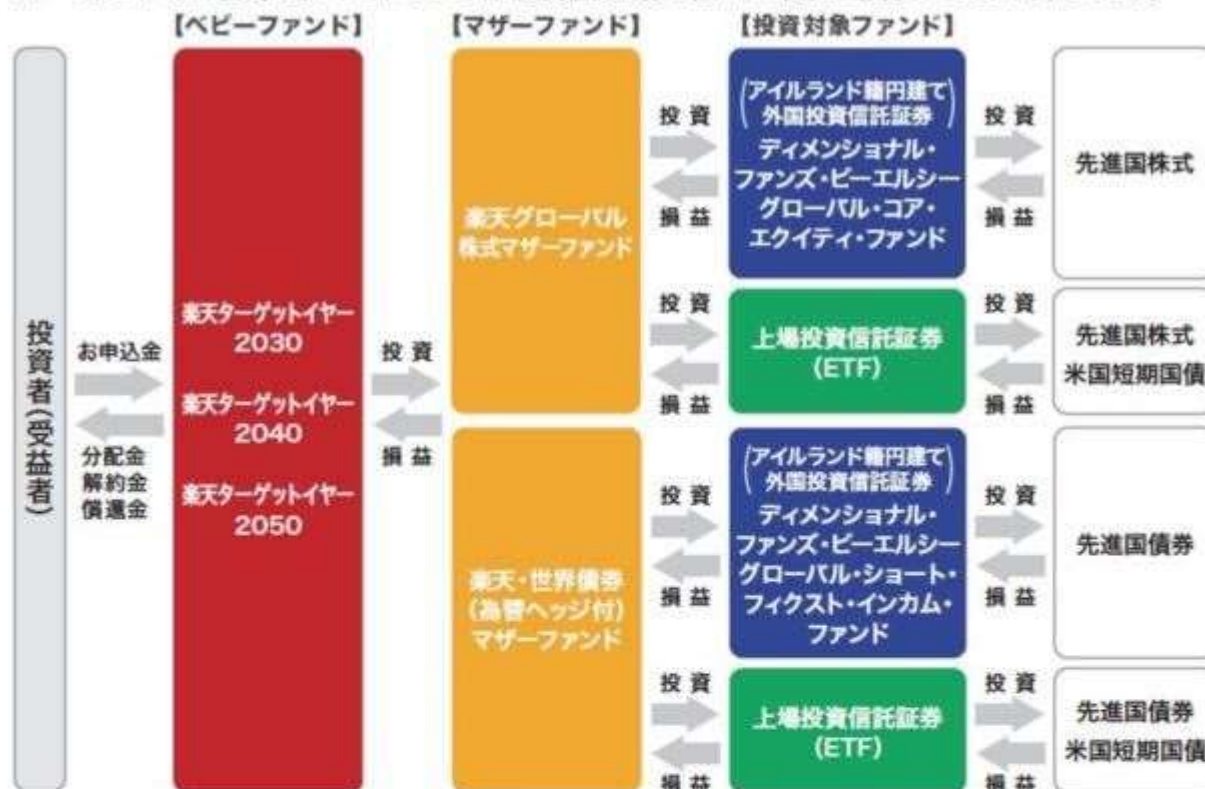 【ベビーファンド】
【マザーファンド】
【投資対象ファンド】
投資者(受益者)
お申込金
分配金
解約金
償還金
楽天ターゲットイヤー
2030
楽天ターゲットイヤー
2040
楽天ターゲットイヤー
2050
投資
損益
楽天グローバル
株式マザーファンド
投資
損益
(アイルランド籍円建て
外国投資信託証券)
ディメンショナル・
ファンズ・ピーエルシー
グローバル・コア・
エクイティ・ファンド
投資
損益
先進国株式
投資
損益
上場投資信託証券
(ETF)
投資
損益
先進国株式
米国短期国債
楽天・世界債券
(為替ヘッジ付)
マザーファンド
投資
損益
(アイルランド籍円建て
外国投資信託証券)
ディメンショナル・
ファンズ・ピーエルシー
グローバル・ショート・
フィクスト・インカム・
ファンド
投資
損益
先進国債券
投資
損益
上場投資信託証券
(ETF)
投資
損益
先進国債券
米国短期国債